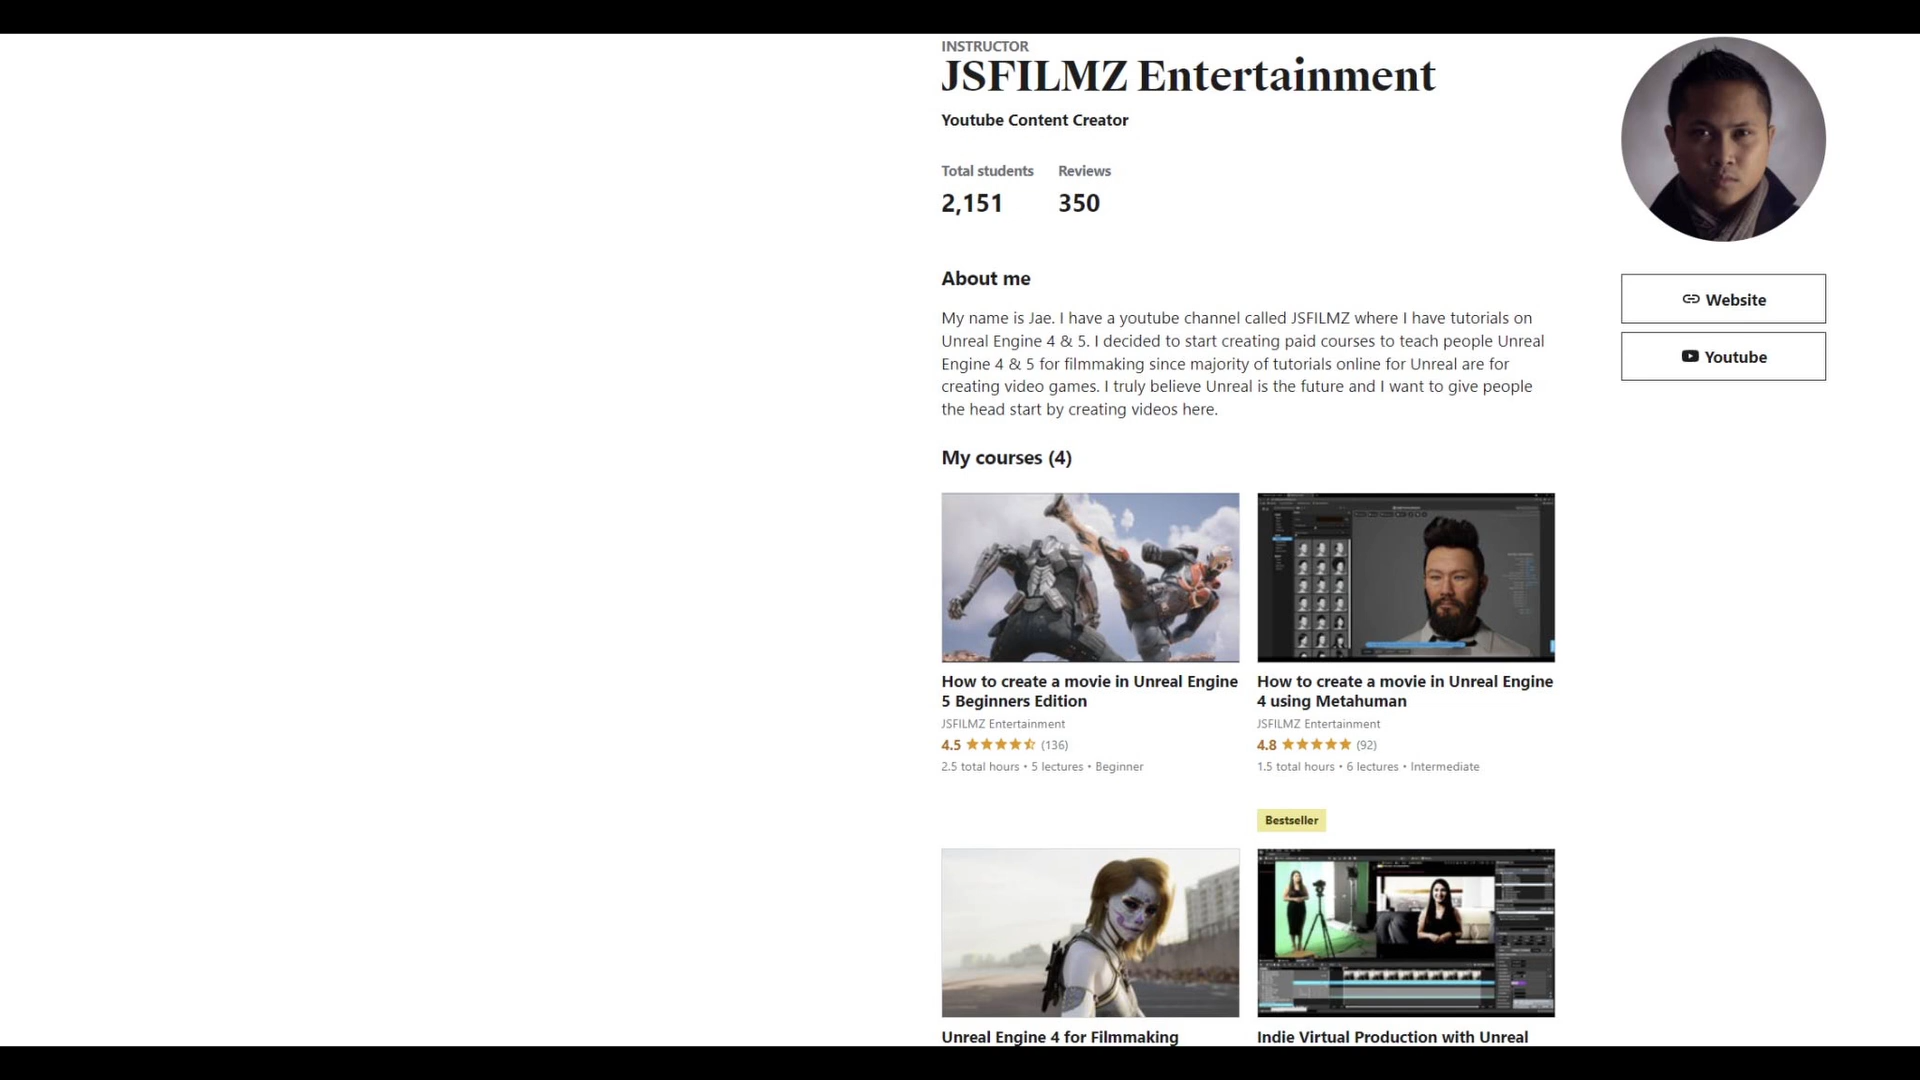 INSTRUCTOR
JSFILMZ Entertainment
Youtube Content Creator
Total students
Reviews
2,151
350
About me
My name is Jae. I have a youtube channel called JSFILMZ where I have tutorials on
Unreal Engine 4 & 5. I decided to start creating paid courses to teach people Unreal
Engine 4 & 5 for filmmaking since majority of tutorials online for Unreal are for
creating video games. I truly believe Unreal is the future and I want to give people
the head start by creating videos here.
Website
Youtube
My courses (4)
How to create a movie in Unreal Engine
5 Beginners Edition
JSFILMZ Entertainment
4.5 (136)
2.5 total hours • 5 lectures • Beginner
How to create a movie in Unreal Engine
4 using Metahuman
JSFILMZ Entertainment
4.8 (92)
1.5 total hours • 6 lectures • Intermediate
Bestseller
Unreal Engine 4 for Filmmaking
Indie Virtual Production with Unreal